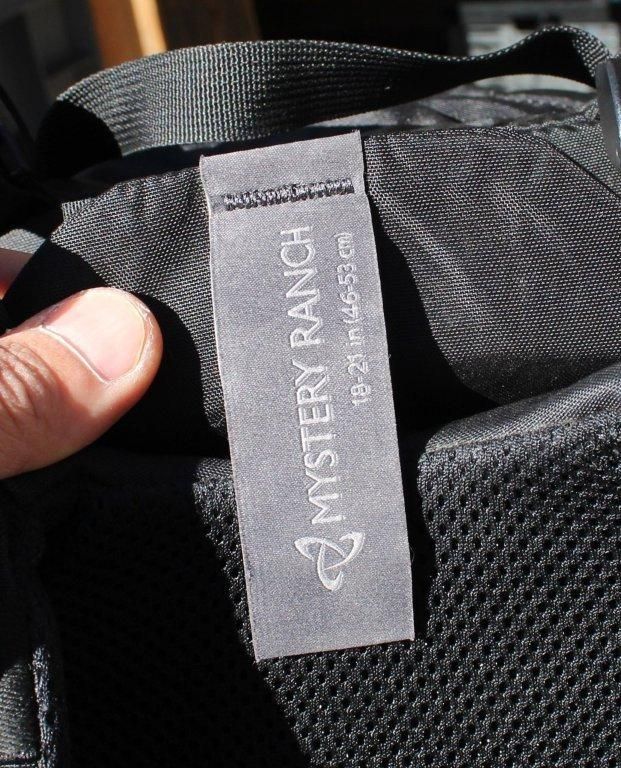 MYSTERY RANCH
18-21 in (46-53 cm)